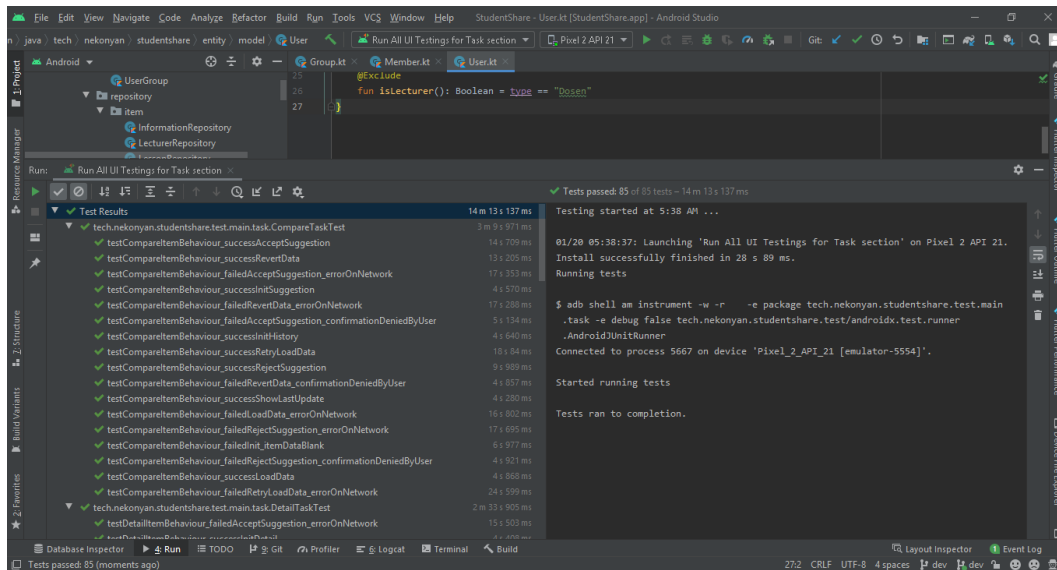 File Edit View Navigate Code Analyze Refactor Build Run Tools VCS Window Help StudentShare - User.kt [StudentShare.app] - Android Studio
java tech nekonyan studentshare entity model User Run All UI Testings for Task section Pixel 2 API 21 Git:
Android Group.kt Member.kt User.kt
1: Project
Resource Manager
7: Structure
Build Variants
2: Favorites
UserGroup
repository
item
InformationRepository
LecturerRepository
LessonRepository
25 @Exclude
26 fun isLecturer(): Boolean = type == "Dosen"
27 }
Run: Run All UI Testings for Task section
Tests passed: 85 of 85 tests – 14 m 13 s 137 ms
Test Results 14 m 13 s 137 ms
tech.nekonyan.studentshare.test.main.task.CompareTaskTest 3 m 9 s 971 ms
testCompareItemBehaviour_successAcceptSuggestion 14 s 709 ms
testCompareItemBehaviour_successRevertData 13 s 205 ms
testCompareItemBehaviour_failedAcceptSuggestion_errorOnNetwork 17 s 353 ms
testCompareItemBehaviour_successInitSuggestion 4 s 570 ms
testCompareItemBehaviour_failedRevertData_errorOnNetwork 17 s 288 ms
testCompareItemBehaviour_failedAcceptSuggestion_confirmationDeniedByUser 5 s 134 ms
testCompareItemBehaviour_successInitHistory 4 s 640 ms
testCompareItemBehaviour_successRetryLoadData 18 s 84 ms
testCompareItemBehaviour_successRejectSuggestion 9 s 989 ms
testCompareItemBehaviour_failedRevertData_confirmationDeniedByUser 4 s 857 ms
testCompareItemBehaviour_successShowLastUpdate 4 s 280 ms
testCompareItemBehaviour_failedLoadData_errorOnNetwork 16 s 802 ms
testCompareItemBehaviour_failedRejectSuggestion_errorOnNetwork 17 s 695 ms
testCompareItemBehaviour_failedInit_itemDataBlank 6 s 977 ms
testCompareItemBehaviour_failedRejectSuggestion_confirmationDeniedByUser 4 s 921 ms
testCompareItemBehaviour_successLoadData 4 s 868 ms
testCompareItemBehaviour_failedRetryLoadData_errorOnNetwork 24 s 599 ms
tech.nekonyan.studentshare.test.main.task.DetailTaskTest 2 m 33 s 905 ms
testDetailItemBehaviour_failedAcceptSuggestion_errorOnNetwork 15 s 503 ms
Testing started at 5:38 AM ...
01/20 05:38:37: Launching 'Run All UI Testings for Task section' on Pixel 2 API 21.
Install successfully finished in 28 s 89 ms.
Running tests
$ adb shell am instrument -w -r -e package tech.nekonyan.studentshare.test.main
.task -e debug false tech.nekonyan.studentshare.test/androidx.test.runner
.AndroidJUnitRunner
Connected to process 5667 on device 'Pixel_2_API_21 [emulator-5554]'.
Started running tests
Tests ran to completion.
Database Inspector 4: Run TODO 9: Git Profiler 6: Logcat Terminal Build Layout Inspector 1 Event Log
Tests passed: 85 (moments ago) 27:2 CRLF UTF-8 4 spaces dev dev